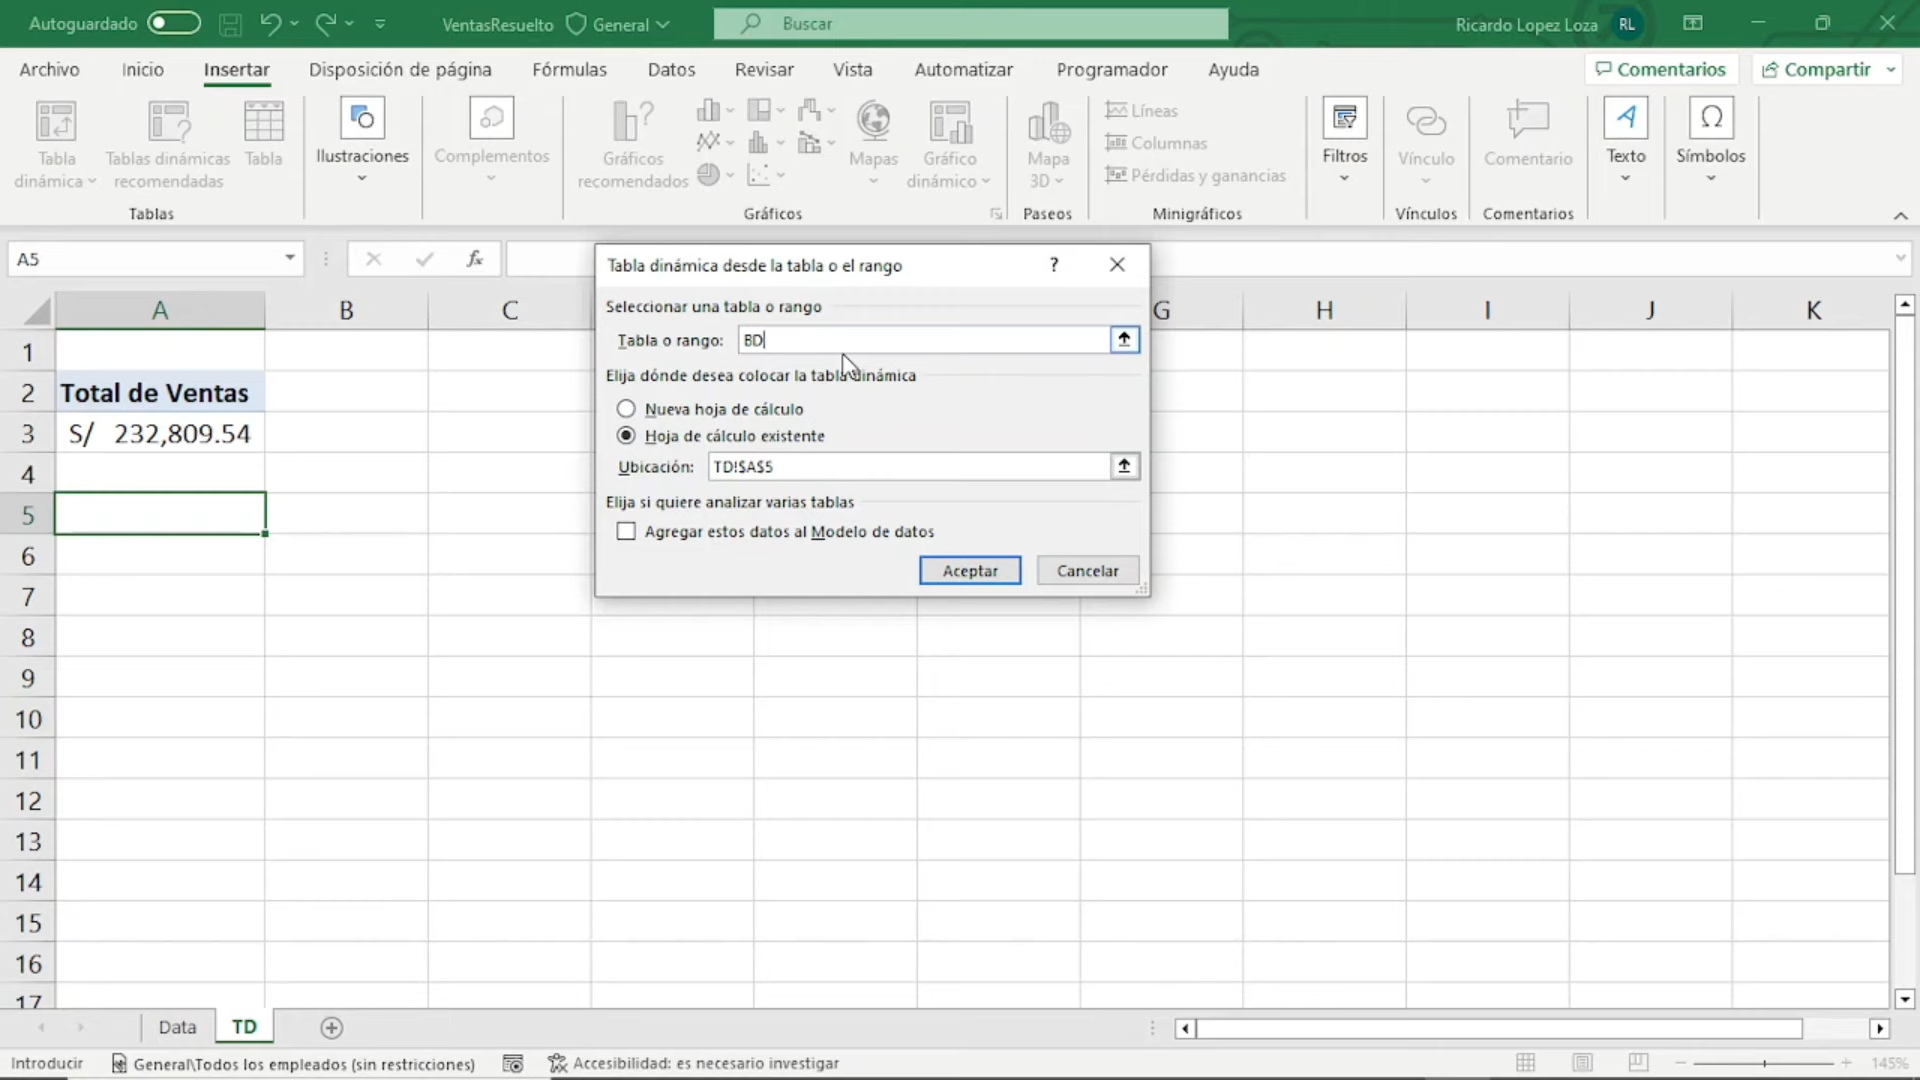 Autoguardado
VentasResuelto General
Buscar
Ricardo Lopez Loza RL
Archivo Inicio Insertar Disposición de página Fórmulas Datos Revisar Vista Automatizar Programador Ayuda Comentarios Compartir
Tabla dinámica
Tablas dinámicas recomendadas
Tabla
Tablas
Ilustraciones
Complementos
Gráficos recomendados
Mapas
Gráfico dinámico
Gráficos
Mapa 3D
Paseos
Líneas
Columnas
Pérdidas y ganancias
Minigráficos
Filtros
Vínculo
Vínculos
Comentario
Comentarios
Texto
Símbolos
A5 fx
A B C G H I J K
1
2 Total de Ventas
3 S/ 232,809.54
4
5
6
7
8
9
10
11
12
13
14
15
16
17
Tabla dinámica desde la tabla o el rango ?
Seleccionar una tabla o rango
Tabla o rango: BD
Elija dónde desea colocar la tabla dinámica
Nueva hoja de cálculo
Hoja de cálculo existente
Ubicación: TD!$A$5
Elija si quiere analizar varias tablas
Agregar estos datos al Modelo de datos
Aceptar Cancelar
Data TD
Introducir General\Todos los empleados (sin restricciones) Accesibilidad: es necesario investigar 145%